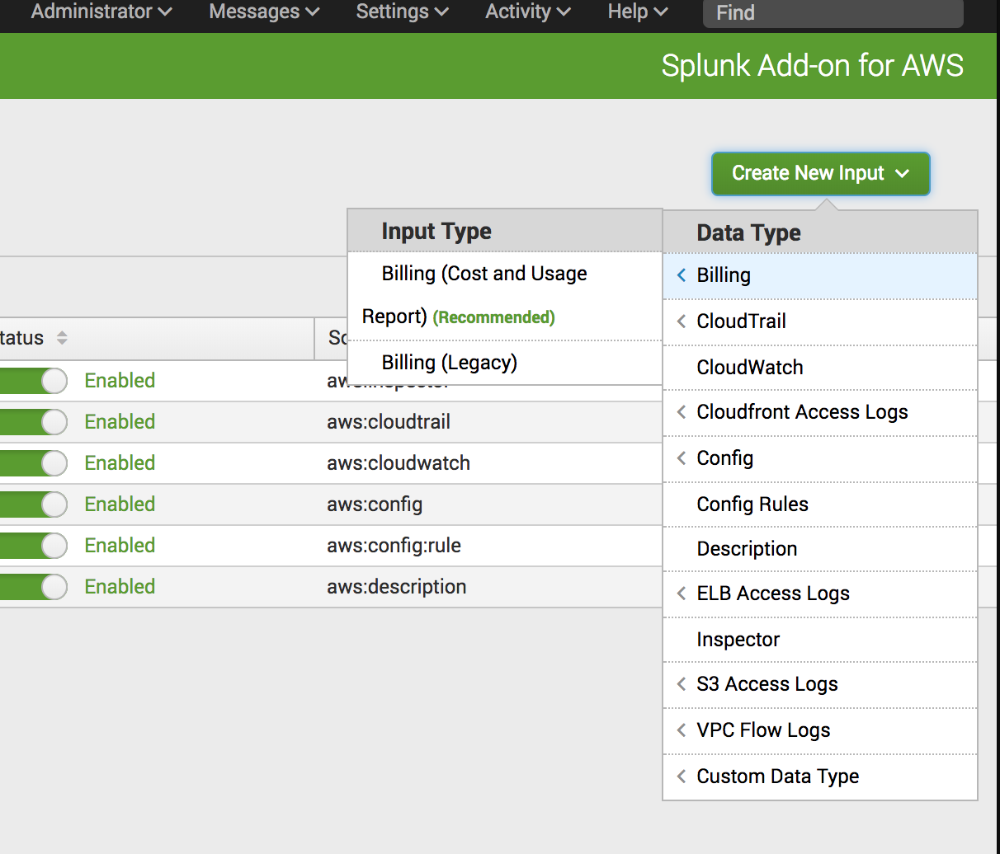 Administrator Messages Settings Activity Help Find
Splunk Add-on for AWS
Create New Input
Input Type
Billing (Cost and Usage
Report) (Recommended)
Billing (Legacy)
Data Type
Billing
CloudTrail
CloudWatch
Cloudfront Access Logs
Config
Config Rules
Description
ELB Access Logs
Inspector
S3 Access Logs
VPC Flow Logs
Custom Data Type
tatus So
Enabled
Enabled aws:cloudtrail
Enabled aws:cloudwatch
Enabled aws:config
Enabled aws:config:rule
Enabled aws:description